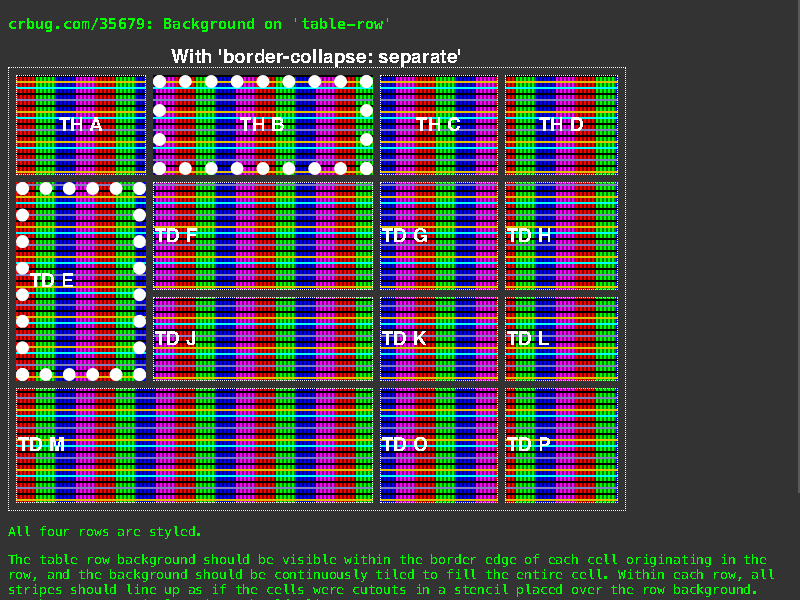 crbug.com/35679: Background on 'table-row'
With 'border-collapse: separate'
TH A TH B TH C TH D
TD E TD F TD G TD H
TD J TD K TD L
TD M TD O TD P
All four rows are styled.
The table row background should be visible within the border edge of each cell originating in the
row, and the background should be continuously tiled to fill the entire cell. Within each row, all
stripes should line up as if the cells were cutouts in a stencil placed over the row background.